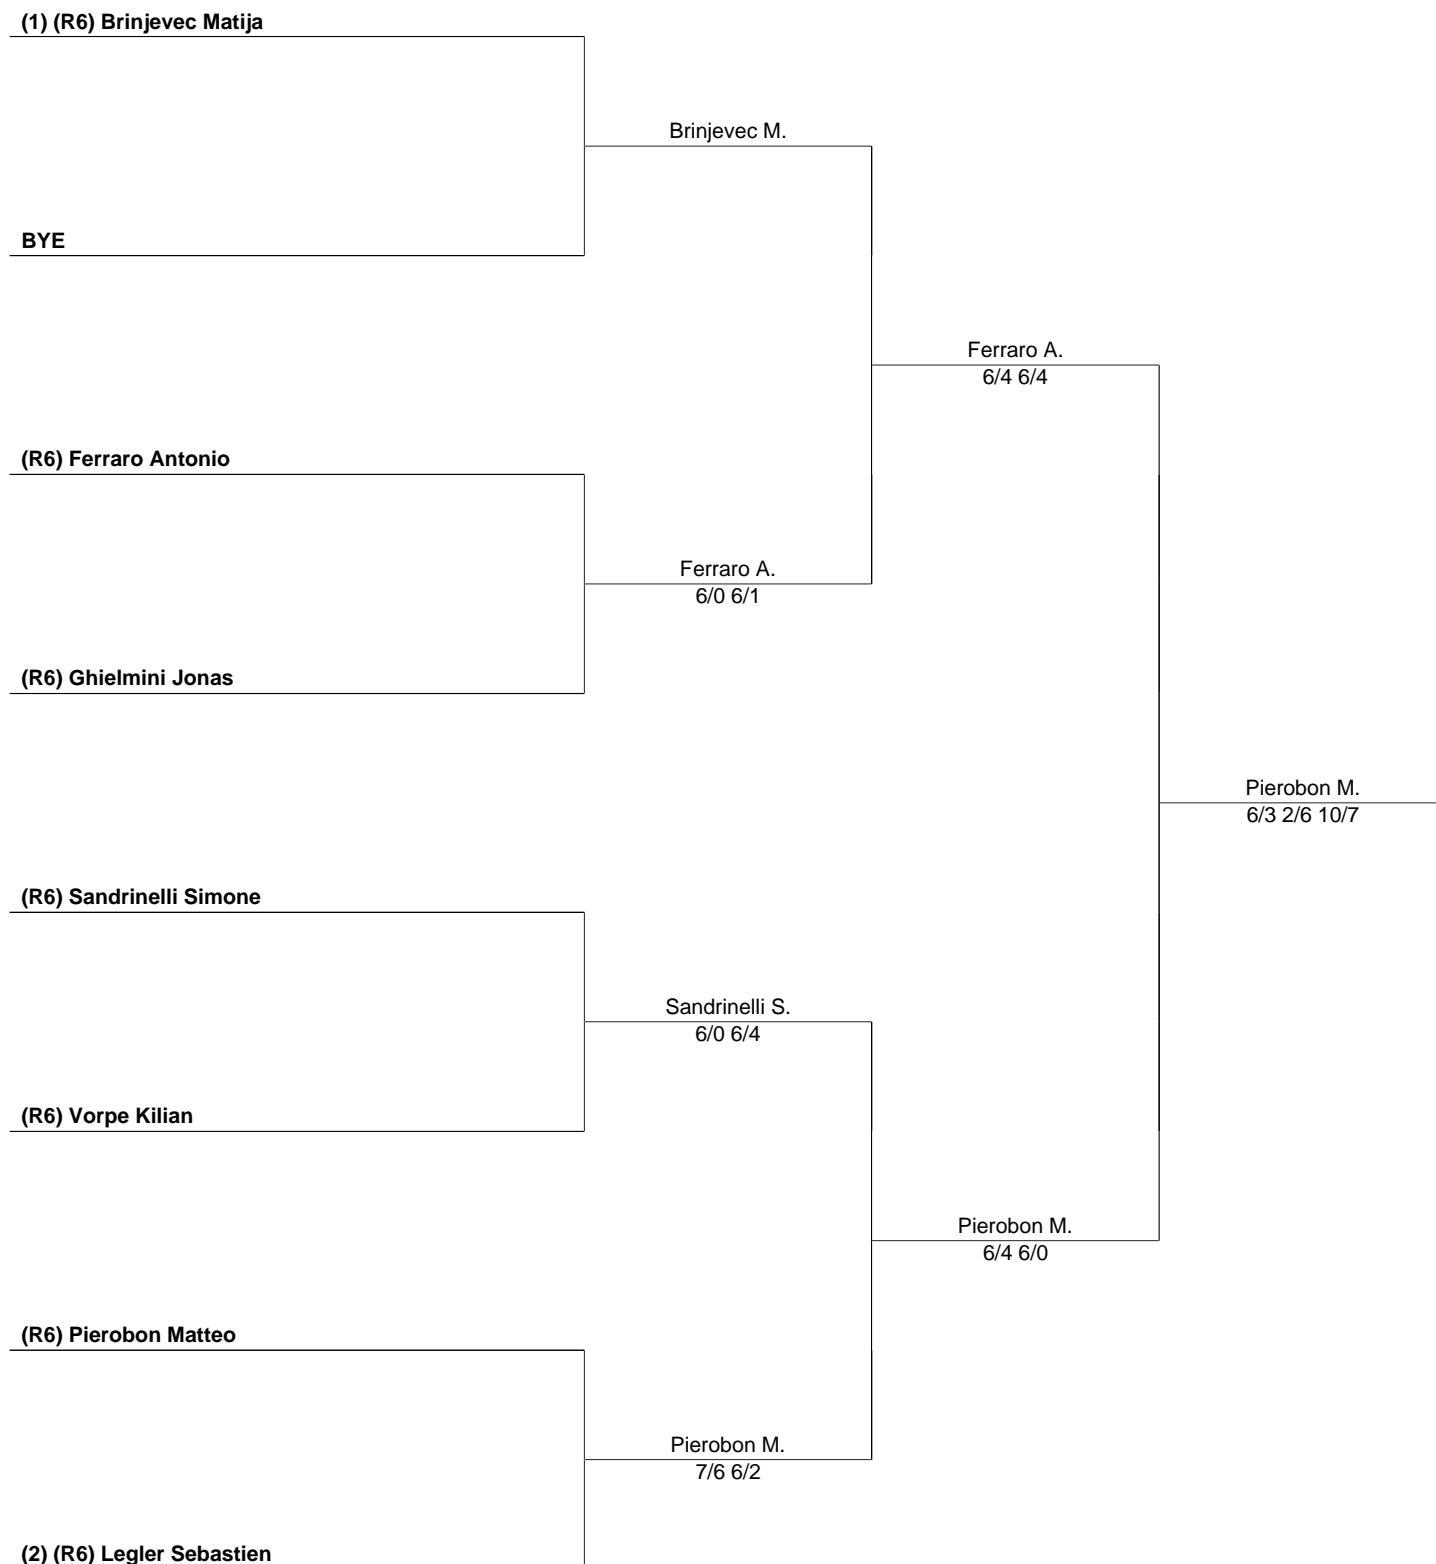 (1) (R6) Brinjevec Matija
Brinjevec M.
BYE
Ferraro A.
6/4 6/4
(R6) Ferraro Antonio
Ferraro A.
6/0 6/1
(R6) Ghielmini Jonas
Pierobon M.
6/3 2/6 10/7
(R6) Sandrinelli Simone
Sandrinelli S.
6/0 6/4
(R6) Vorpe Kilian
Pierobon M.
6/4 6/0
(R6) Pierobon Matteo
Pierobon M.
7/6 6/2
(2) (R6) Legler Sebastien